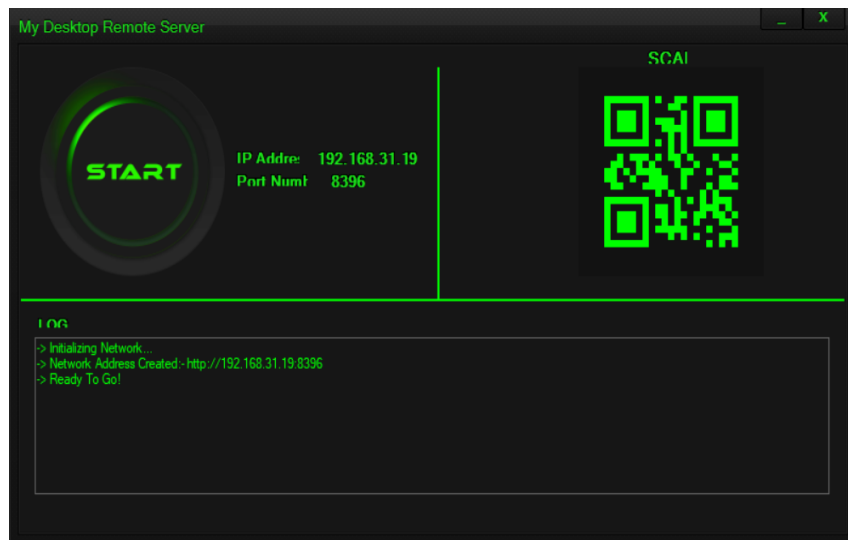 My Desktop Remote Server
_ X
START
IP Addre: 192.168.31.19
Port Numb 8396
SCAI
LOG
-> Initializing Network...
-> Network Address Created:- http://192.168.31.19:8396
-> Ready To Go!